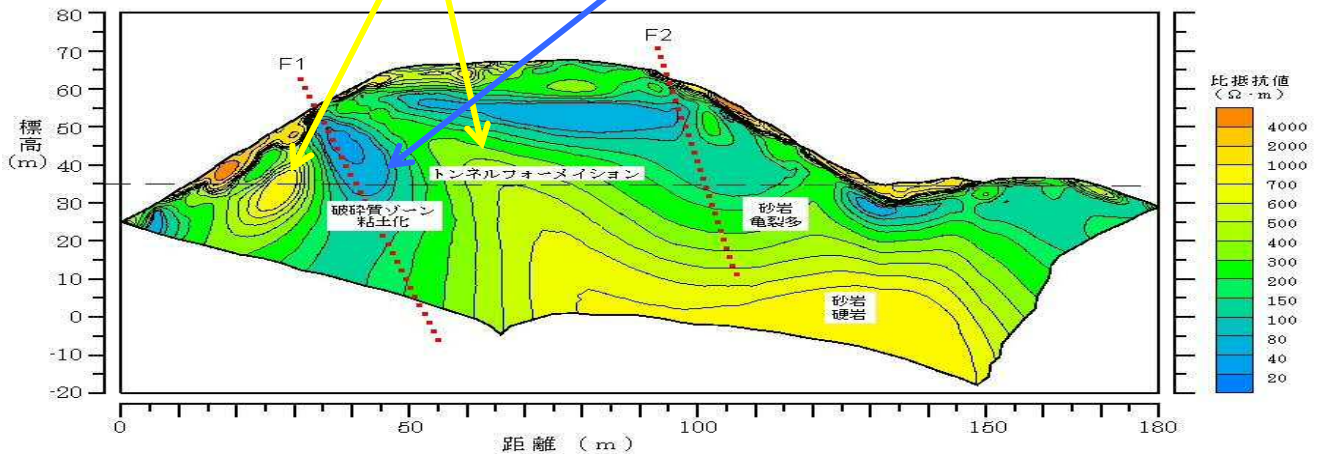 80
70
60
50
40
30
20
10
0
-10
-20
標高
(m)
F1
F2
トンネルフォーメイション
破砕質ゾーン
粘土化
砂岩
亀裂多
砂岩
硬岩
0
50
100
150
180
距離 (m)
比抵抗値
(Ω·m)
4000
2000
1000
700
600
500
400
300
200
150
100
80
40
20